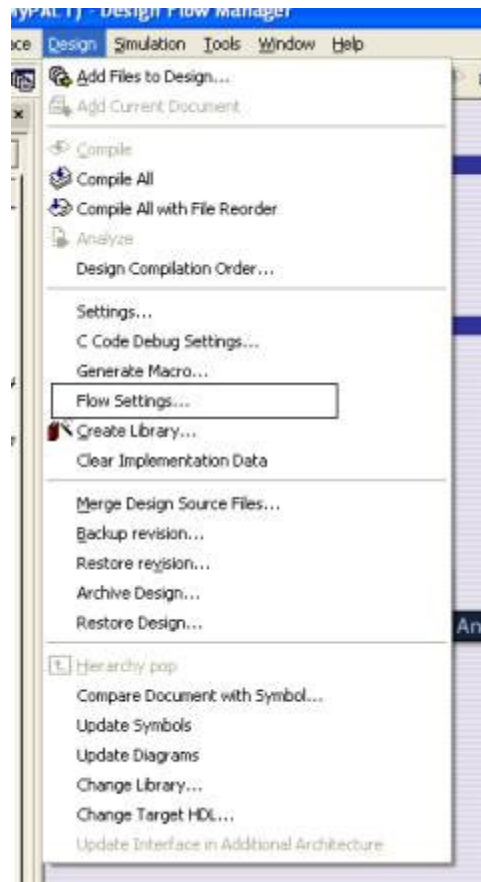 Design Flow Manager
Design Simulation Tools Window Help
Add Files to Design...
Add Current Document
Compile
Compile All
Compile All with File Reorder
Analyze
Design Compilation Order...
Settings...
C Code Debug Settings...
Generate Macro...
Flow Settings...
Create Library...
Clear Implementation Data
Merge Design Source Files...
Backup revision...
Restore revision...
Archive Design...
Restore Design...
An
Hierarchy pop
Compare Document with Symbol...
Update Symbols
Update Diagrams
Change Library...
Change Target HDL...
Update Interface in Additional Architecture